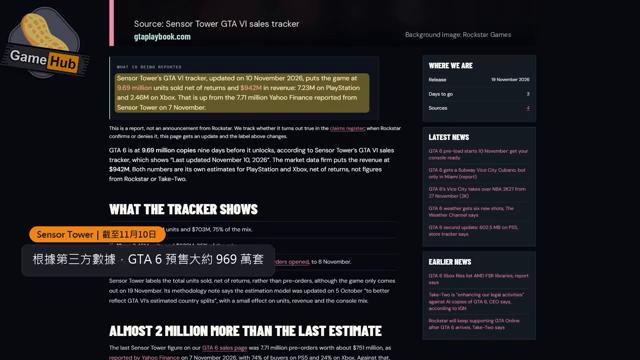 Source: Sensor Tower GTA VI sales tracker
gtaplaybook.com
Background Image: Rockstar Games
GameHub
WHAT IS BEING REPORTED
Sensor Tower's GTA VI tracker, updated on 10 November 2026, puts the game at
9.69 million units sold net of returns and $942M in revenue: 7.23M on PlayStation
and 2.46M on Xbox. That is up from the 7.71 million Yahoo Finance reported from
Sensor Tower on 7 November.
This is a report, not an announcement from Rockstar. We track whether it turns out true in the claims register; when Rockstar
confirms or denies it, this page gets an update and the label above changes.
GTA 6 is at 9.69 million copies nine days before it unlocks, according to Sensor Tower's GTA VI sales
tracker, which shows "Last updated November 10, 2026". The market data firm puts the revenue at
$942M. Both numbers are its own estimates for PlayStation and Xbox, net of returns, not figures
from Rockstar or Take-Two.
WHAT THE TRACKER SHOWS
units and $703M, 75% of the mix.
Sensor Tower | 截至11月10日
根據第三方數據，GTA 6 預售大約 969 萬套
orders opened, to 8 November.
Sensor Tower labels the total units sold, net of returns, rather than pre-orders, although the game only comes
out on 19 November. Its methodology note says the estimation model was updated on 5 October "to better
reflect GTA VI's estimated country splits", with a small effect on units, revenue and the console mix.
ALMOST 2 MILLION MORE THAN THE LAST ESTIMATE
The last Sensor Tower figure on our GTA 6 sales page was 7.71 million pre-orders worth about $751 million, as
reported by Yahoo Finance on 7 November 2026, with 74% of buyers on PS5 and 24% on Xbox. Against that,
WHERE WE ARE
Release 19 November 2026
Days to go
Sources 4
LATEST NEWS
GTA 6 pre-load starts 10 November: get your
console ready
GTA 6 gets a Subway Vice City Cubano, but
only in Miami (report)
GTA 6's Vice City takes over NBA 2K27 from
27 November (2K)
GTA 6 weather gets six new shots, The
Weather Channel says
GTA 6 second update: 602.5 MB on PS5,
store tracker says
EARLIER NEWS
GTA 6 Xbox files list AMD FSR libraries, report
says
Take-Two is "enhancing our legal activities"
against AI copies of GTA 6, CEO says,
according to IGN
Rockstar will keep supporting GTA Online
after GTA 6 arrives, Take-Two says